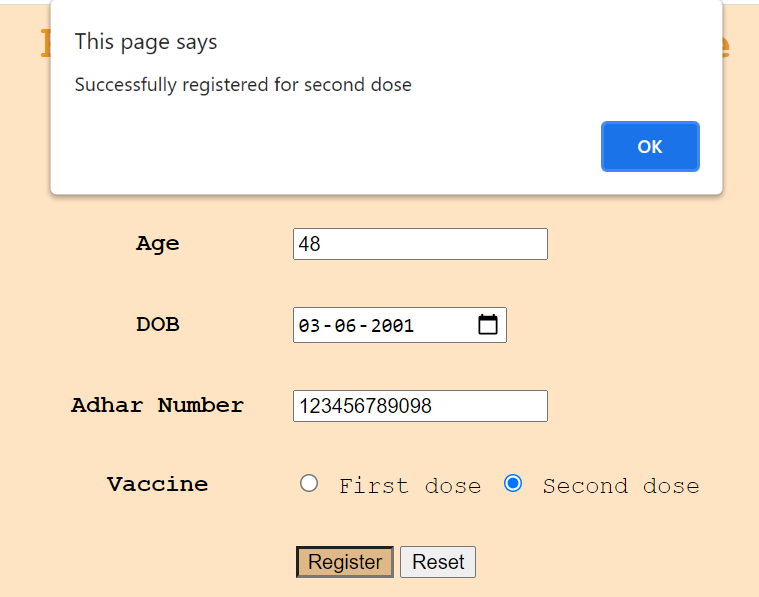 This page says
Successfully registered for second dose
OK
Age 48
DOB 03-06-2001
Adhar Number 123456789098
Vaccine First dose Second dose
Register Reset